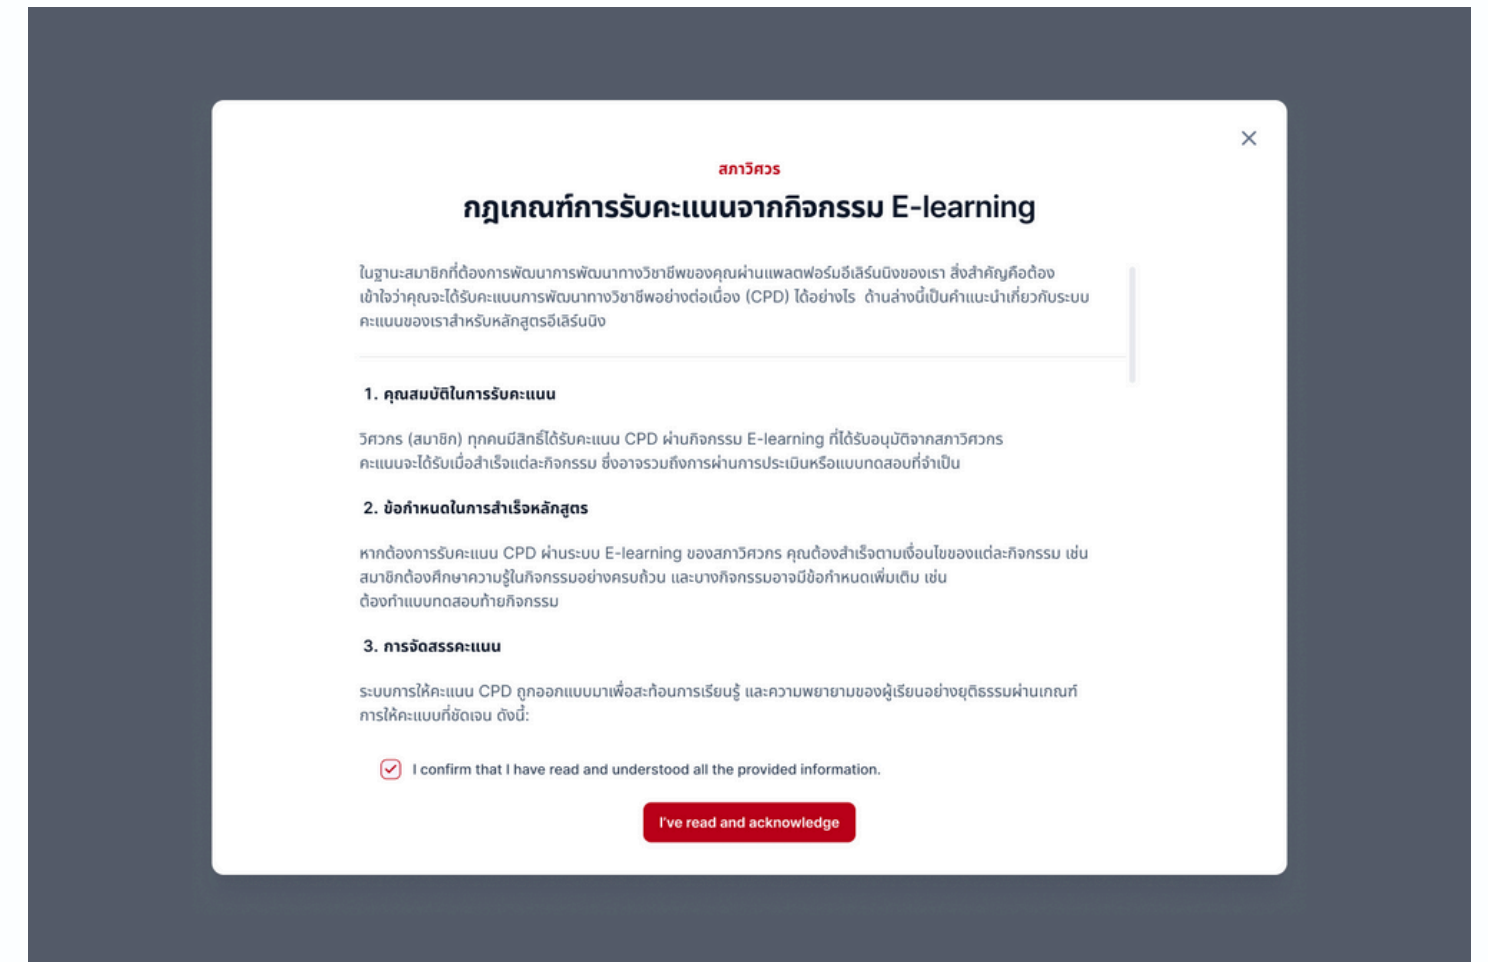 สภาวิศวร
กฎเกณฑ์การรับคะแนนจากกิจกรรม E-learning
ในฐานะสมาชิกที่ต้องการพัฒนาการพัฒนาทางวิชาชีพของคุณผ่านแพลตฟอร์มอีเลิร์นนิงของเรา สิ่งสำคัญคือต้อง
เข้าใจว่าคุณจะได้รับคะแนนการพัฒนาทางวิชาชีพอย่างต่อเนื่อง (CPD) ได้อย่างไร ด้านล่างนี้เป็นคำแนะนำเกี่ยวกับระบบ
คะแนนของเราสำหรับหลักสูตรอีเลิร์นนิง
1. คุณสมบัติในการรับคะแนน
วิศวกร (สมาชิก) ทุกคนมีสิทธิ์ได้รับคะแนน CPD ผ่านกิจกรรม E-learning ที่ได้รับอนุมัติจากสภาวิศวกร
คะแนนจะได้รับเมื่อสำเร็จแต่ละกิจกรรม ซึ่งอาจรวมถึงการผ่านการประเมินหรือแบบทดสอบที่จำเป็น
2. ข้อกำหนดในการสำเร็จหลักสูตร
หากต้องการรับคะแนน CPD ผ่านระบบ E-learning ของสภาวิศวกร คุณต้องสำเร็จตามเงื่อนไขของแต่ละกิจกรรม เช่น
สมาชิกต้องศึกษาความรู้ในกิจกรรมอย่างครบถ้วน และบางกิจกรรมอาจมีข้อกำหนดเพิ่มเติม เช่น
ต้องทำแบบทดสอบท้ายกิจกรรม
3. การจัดสรรคะแนน
ระบบการให้คะแนน CPD ถูกออกแบบมาเพื่อสะท้อนการเรียนรู้ และความพยายามของผู้เรียนอย่างยุติธรรมผ่านเกณฑ์
การให้คะแบบที่ชัดเจน ดังนี้:
I confirm that I have read and understood all the provided information.
I've read and acknowledge